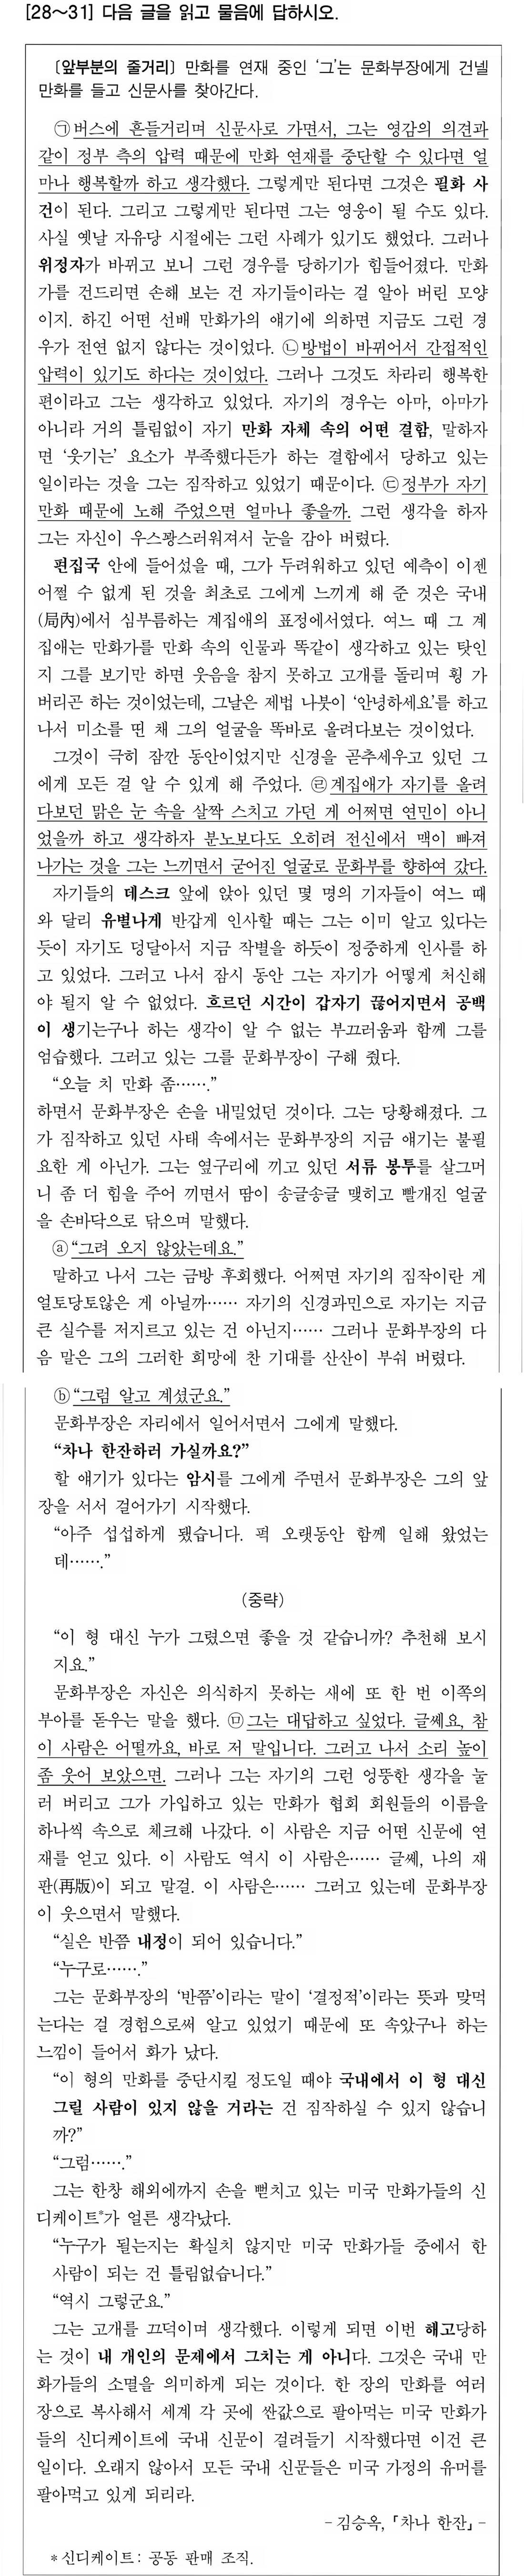 [28~31] 다음 글을 읽고 물음에 답하시오.
[앞부분의 줄거리] 만화를 연재 중인 ‘그’는 문화부장에게 건넬
만화를 들고 신문사를 찾아간다.
㉠버스에 흔들거리며 신문사로 가면서, 그는 영감의 의견과
같이 정부 측의 압력 때문에 만화 연재를 중단할 수 있다면 얼
마나 행복할까 하고 생각했다. 그렇게만 된다면 그것은 필화 사
건이 된다. 그리고 그렇게만 된다면 그는 영웅이 될 수도 있다.
사실 옛날 자유당 시절에는 그런 사례가 있기도 했었다. 그러나
위정자가 바뀌고 보니 그런 경우를 당하기가 힘들어졌다. 만화
가를 건드리면 손해 보는 건 자기들이라는 걸 알아 버린 모양
이지. 하긴 어떤 선배 만화가의 얘기에 의하면 지금도 그런 경
우가 전연 없지 않다는 것이었다. ㉡방법이 바뀌어서 간접적인
압력이 있기도 하다는 것이었다. 그러나 그것도 차라리 행복한
편이라고 그는 생각하고 있었다. 자기의 경우는 아마, 아마가
아니라 거의 틀림없이 자기 만화 자체 속의 어떤 결함, 말하자
면 ‘웃기는’ 요소가 부족했다든가 하는 결함에서 당하고 있는
일이라는 것을 그는 짐작하고 있었기 때문이다. ㉢정부가 자기
만화 때문에 노해 주었으면 얼마나 좋을까. 그런 생각을 하자
그는 자신이 우스꽝스러워져서 눈을 감아 버렸다.
편집국 안에 들어섰을 때, 그가 두려워하고 있던 예측이 이젠
어쩔 수 없게 된 것을 최초로 그에게 느끼게 해 준 것은 국내
(局內)에서 심부름하는 계집애의 표정에서였다. 여느 때 그 계
집애는 만화가를 만화 속의 인물과 똑같이 생각하고 있는 탓인
지 그를 보기만 하면 웃음을 참지 못하고 고개를 돌리며 휭 가
버리곤 하는 것이었는데, 그날은 제법 나붓이 ‘안녕하세요’를 하고
나서 미소를 띤 채 그의 얼굴을 똑바로 올려다보는 것이었다.
그것이 극히 잠깐 동안이었지만 신경을 곤추세우고 있던 그
에게 모든 걸 알 수 있게 해 주었다. ㉣계집애가 자기를 올려
다보던 맑은 눈 속을 살짝 스치고 가던 게 어쩌면 연민이 아니
었을까 하고 생각하자 분노보다도 오히려 전신에서 맥이 빠져
나가는 것을 그는 느끼면서 굳어진 얼굴로 문화부를 향하여 갔다.
자기들의 데스크 앞에 앉아 있던 몇 명의 기자들이 여느 때
와 달리 유별나게 반갑게 인사할 때는 그는 이미 알고 있다는
듯이 자기도 덩달아서 지금 작별을 하듯이 정중하게 인사를 하
고 있었다. 그러고 나서 잠시 동안 그는 자기가 어떻게 처신해
야 될지 알 수 없었다. 흐르던 시간이 갑자기 끊어지면서 공백
이 생기는구나 하는 생각이 알 수 없는 부끄러움과 함께 그를
엄습했다. 그러고 있는 그를 문화부장이 구해 줬다.
“오늘 치 만화 좀…….”
하면서 문화부장은 손을 내밀었던 것이다. 그는 당황해졌다. 그
가 짐작하고 있던 사태 속에서는 문화부장의 지금 얘기는 불필
요한 게 아닌가. 그는 옆구리에 끼고 있던 서류 봉투를 살그머
니 좀 더 힘을 주어 끼면서 땀이 송글송글 맺히고 빨개진 얼굴
을 손바닥으로 닦으며 말했다.
ⓐ“그려 오지 않았는데요.”
말하고 나서 그는 금방 후회했다. 어쩌면 자기의 짐작이란 게
얼토당토않은 게 아닐까…… 자기의 신경과민으로 자기는 지금
큰 실수를 저지르고 있는 건 아닌지…… 그러나 문화부장의 다
음 말은 그의 그러한 희망에 찬 기대를 산산이 부숴 버렸다.
ⓑ“그럼 알고 계셨군요.”
문화부장은 자리에서 일어서면서 그에게 말했다.
“차나 한잔하러 가실까요?”
할 얘기가 있다는 암시를 그에게 주면서 문화부장은 그의 앞
장을 서서 걸어가기 시작했다.
“아주 섭섭하게 됐습니다. 퍽 오랫동안 함께 일해 왔었는
데…….”
(중략)
“이 형 대신 누가 그렸으면 좋을 것 같습니까? 추천해 보시
지요.”
문화부장은 자신은 의식하지 못하는 새에 또 한 번 이쪽의
부아를 돋우는 말을 했다. ㉤그는 대답하고 싶었다. 글쎄요, 참
이 사람은 어떨까요, 바로 저 말입니다. 그러고 나서 소리 높이
좀 웃어 보았으면. 그러나 그는 자기의 그런 엉뚱한 생각을 눌
러 버리고 그가 가입하고 있는 만화가 협회 회원들의 이름을
하나씩 속으로 체크해 나갔다. 이 사람은 지금 어떤 신문에 연
재를 얻고 있다. 이 사람도 역시 이 사람은…… 글쎄, 나의 재
판(再版)이 되고 말걸. 이 사람은…… 그러고 있는데 문화부장
이 웃으면서 말했다.
“실은 반쯤 내정이 되어 있습니다.”
“누구로…….”
그는 문화부장의 ‘반쯤’이라는 말이 ‘결정적’이라는 뜻과 맞먹
는다는 걸 경험으로써 알고 있었기 때문에 또 속았구나 하는
느낌이 들어서 화가 났다.
“이 형의 만화를 중단시킬 정도일 때야 국내에서 이 형 대신
그릴 사람이 있지 않을 거라는 건 짐작하실 수 있지 않습니
까?”
“그럼…….”
그는 한창 해외에까지 손을 뻗치고 있는 미국 만화가들의 신
디케이트*가 얼른 생각났다.
“누구가 될는지는 확실치 않지만 미국 만화가들 중에서 한
사람이 되는 건 틀림없습니다.”
“역시 그렇군요.”
그는 고개를 끄덕이며 생각했다. 이렇게 되면 이번 해고당하
는 것이 내 개인의 문제에서 그치는 게 아니다. 그것은 국내 만
화가들의 소멸을 의미하게 되는 것이다. 한 장의 만화를 여러
장으로 복사해서 세계 각 곳에 싼값으로 팔아먹는 미국 만화가
들의 신디케이트에 국내 신문이 걸려들기 시작했다면 이건 큰
일이다. 오래지 않아서 모든 국내 신문들은 미국 가정의 유머를
팔아먹고 있게 되리라.
- 김승옥, 「차나 한잔」 -
*신디케이트: 공동 판매 조직.